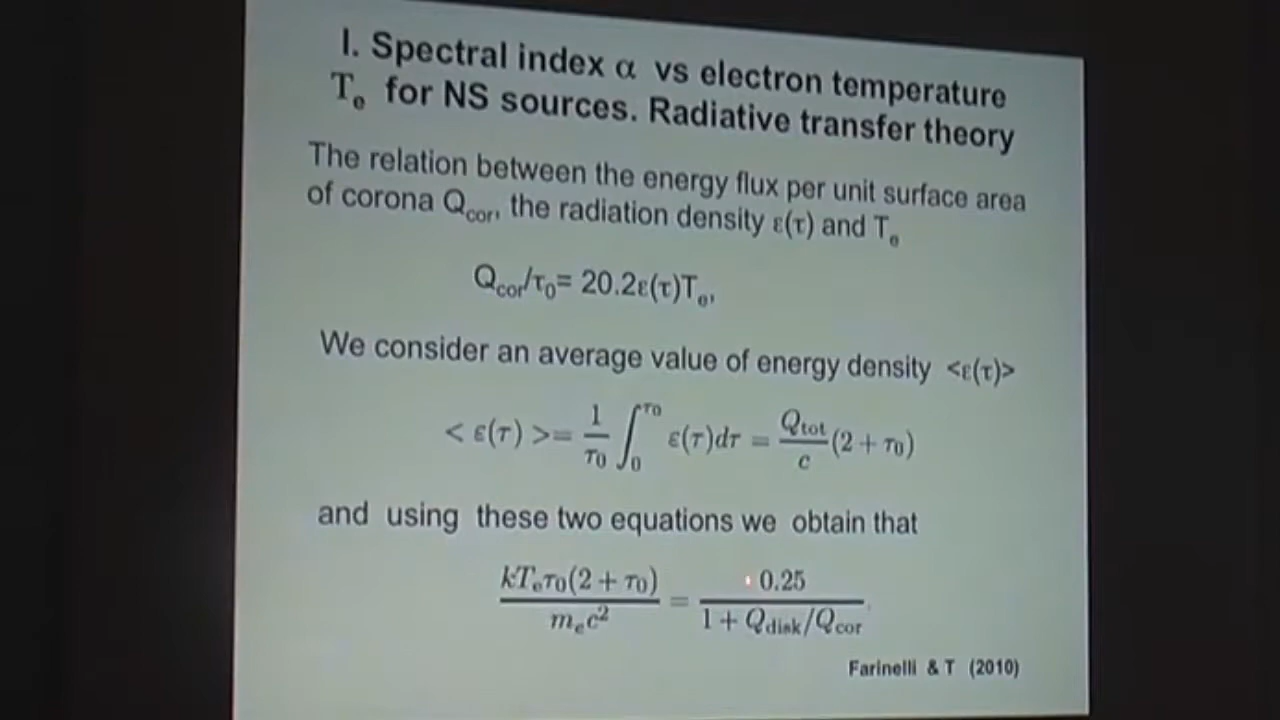 I. Spectral index α vs electron temperature
Te for NS sources. Radiative transfer theory
The relation between the energy flux per unit surface area
of corona Qcor, the radiation density ε(τ) and Te
Qcor/τ0= 20.2ε(τ)Te,
We consider an average value of energy density <ε(τ)>
< ε(τ) >= 1/τ0 ∫0^τ0 ε(τ)dτ = Qtot/c (2 + τ0)
and using these two equations we obtain that
kTeτ0(2 + τ0)/mec² = 0.25/1 + Qdisk/Qcor
Farinelli & T (2010)